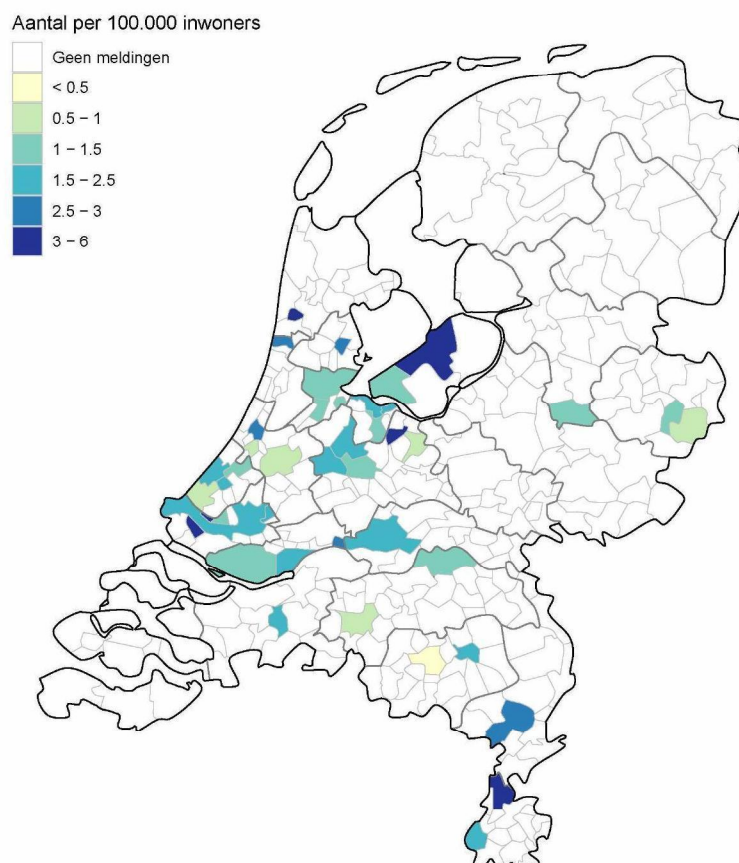 Aantal per 100.000 inwoners
Geen meldingen
< 0.5
0.5 − 1
1 − 1.5
1.5 − 2.5
2.5 − 3
3 − 6